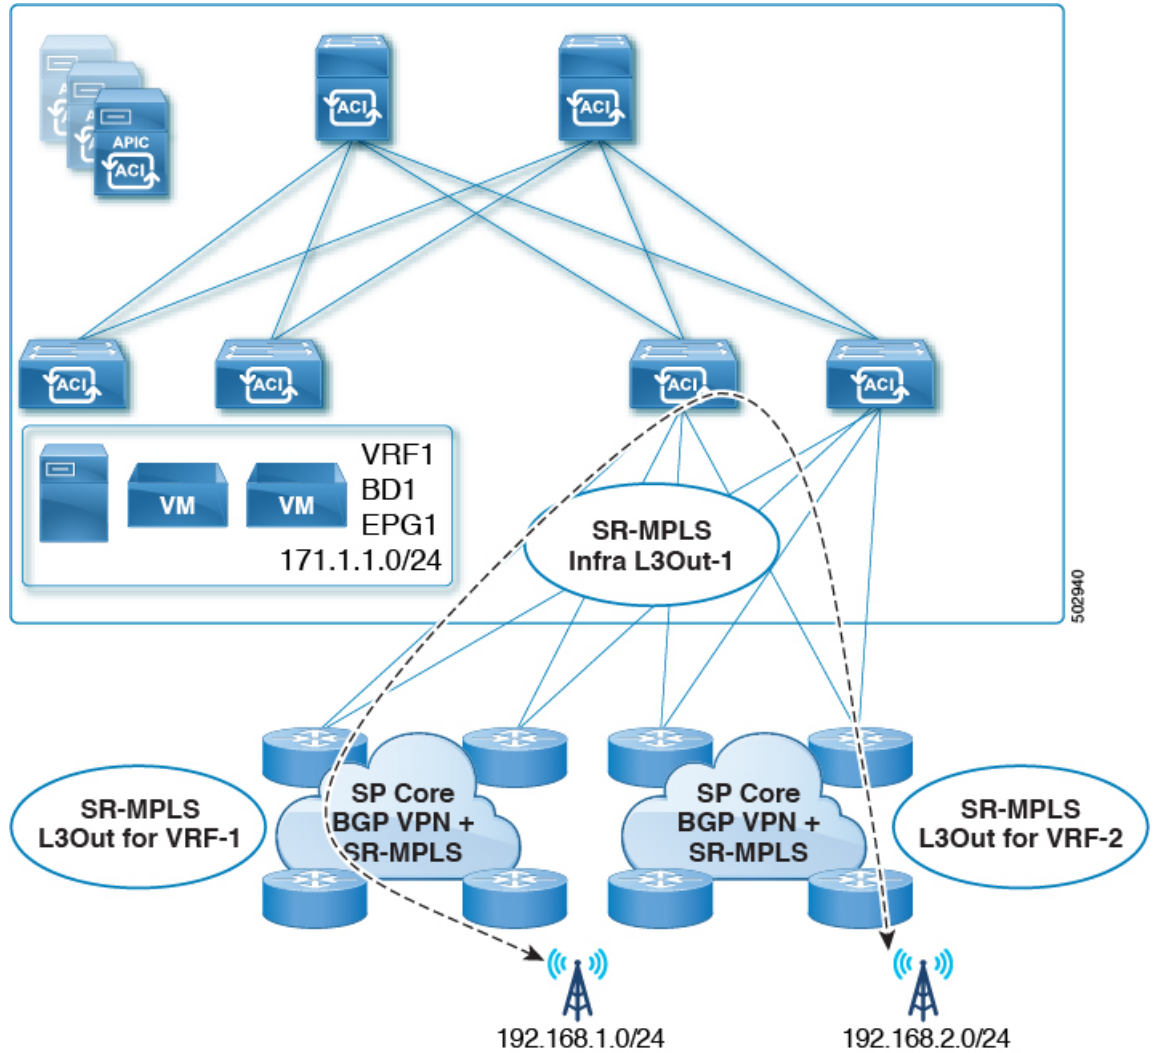 ACI
ACI
A
A
APIC
ACI
ACI
ACI
ACI
ACI
VRF1
BD1
EPG1
VM
VM
171.1.1.0/24
SR-MPLS
Infra L3Out-1
502940
SR-MPLS
L3Out for VRF-1
SP Core
BGP VPN +
SR-MPLS
SP Core
BGP VPN +
SR-MPLS
SR-MPLS
L3Out for VRF-2
192.168.1.0/24
192.168.2.0/24